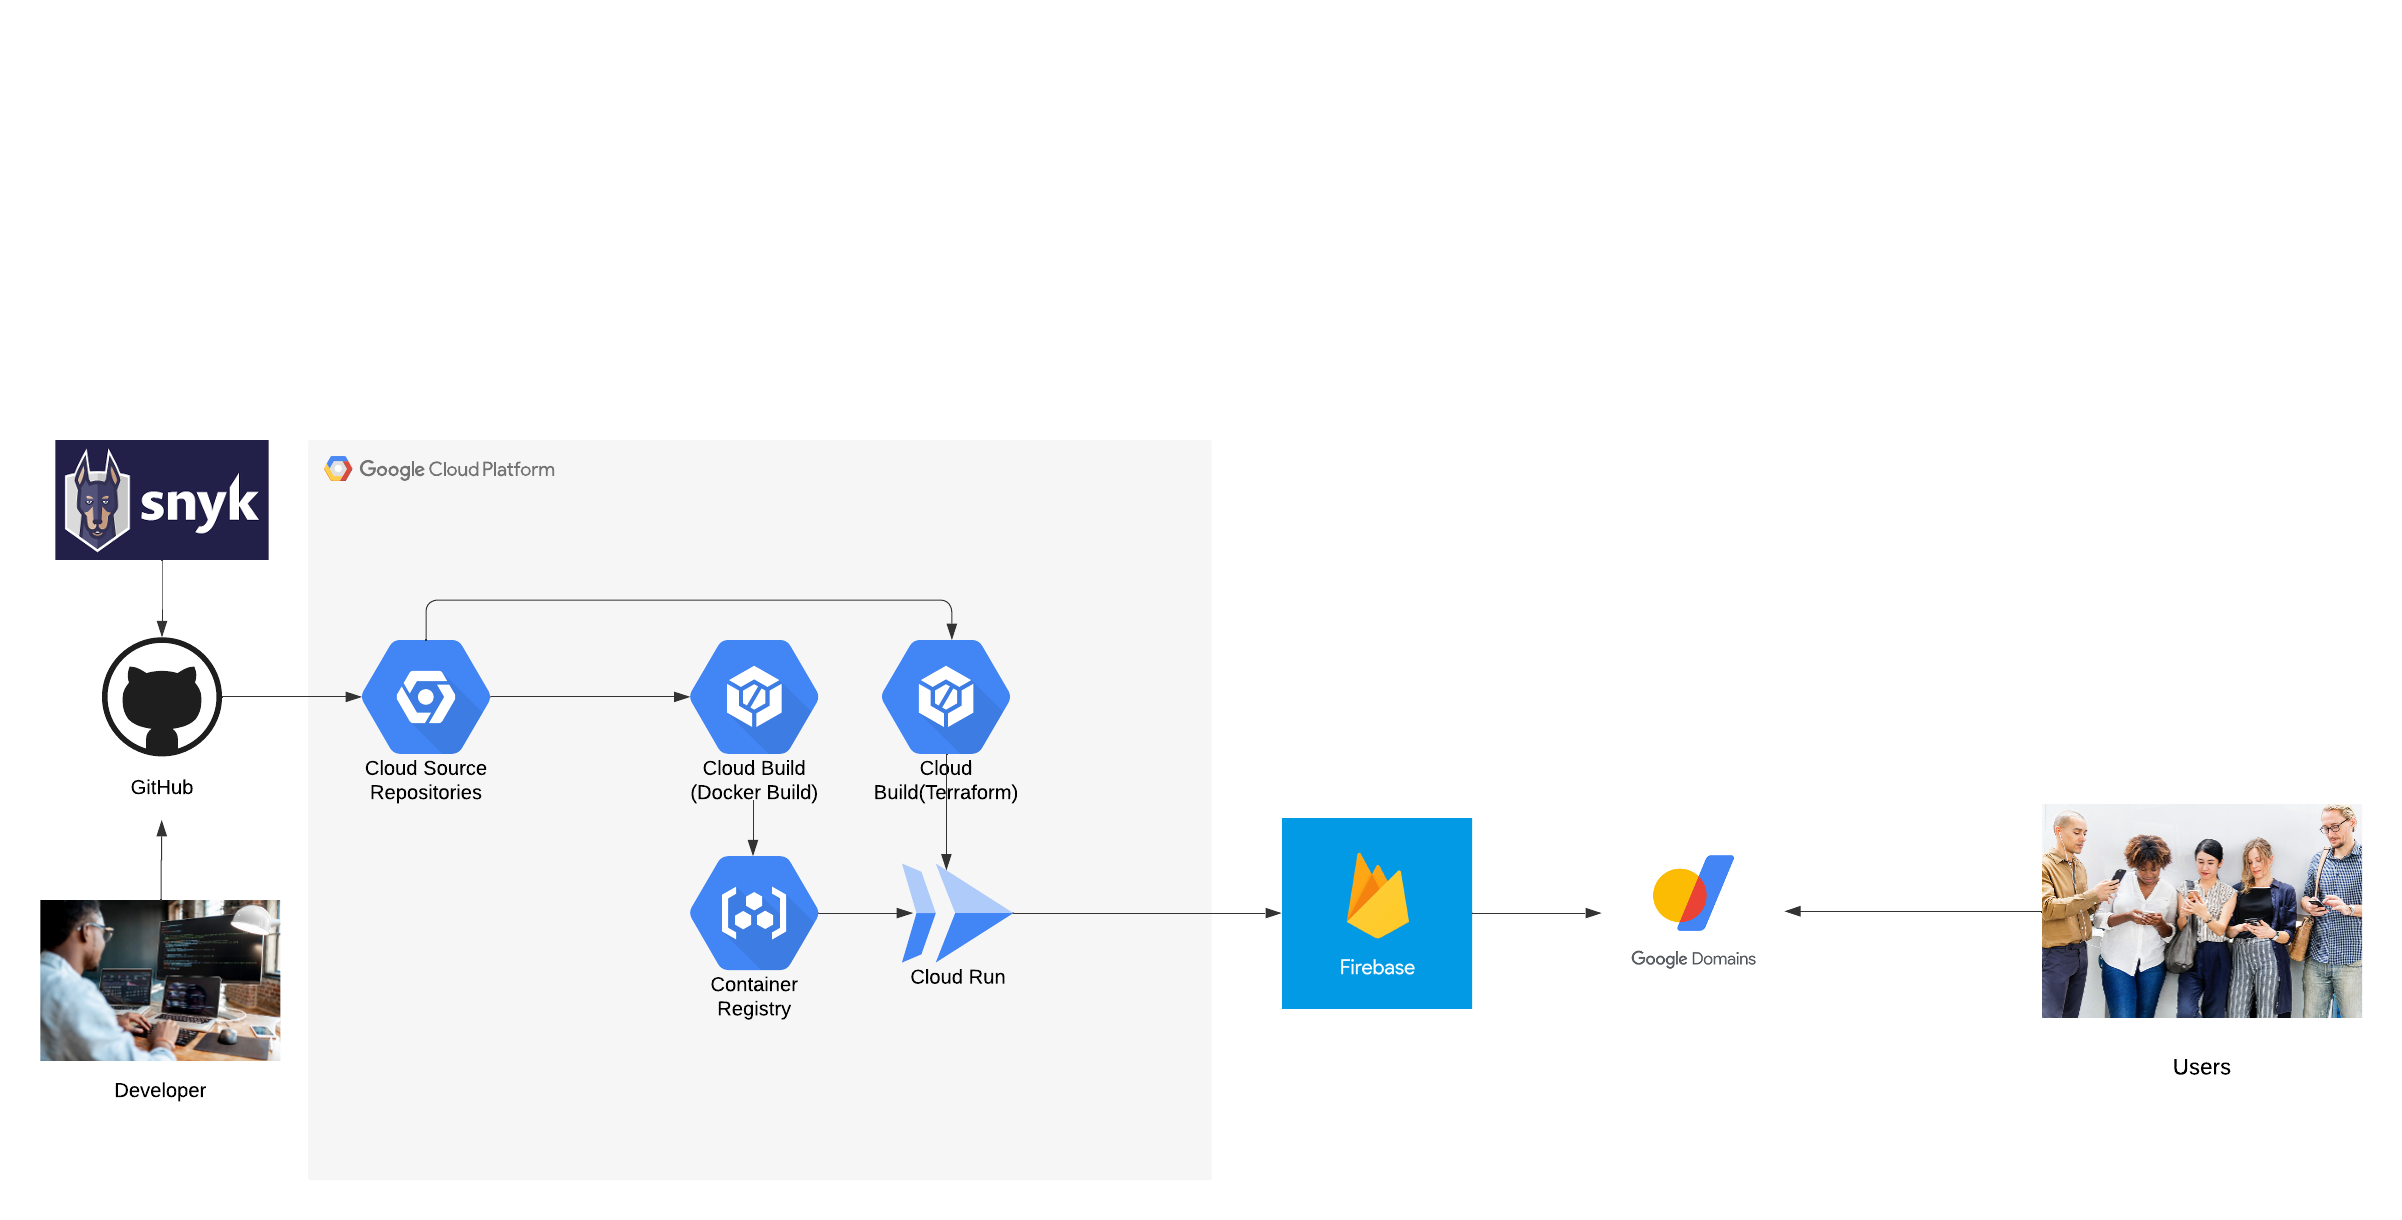 snyk
Google Cloud Platform
GitHub
Cloud Source
Repositories
Cloud Build
(Docker Build)
Cloud
Build(Terraform)
Container
Registry
Cloud Run
Firebase
Google Domains
Developer
Users